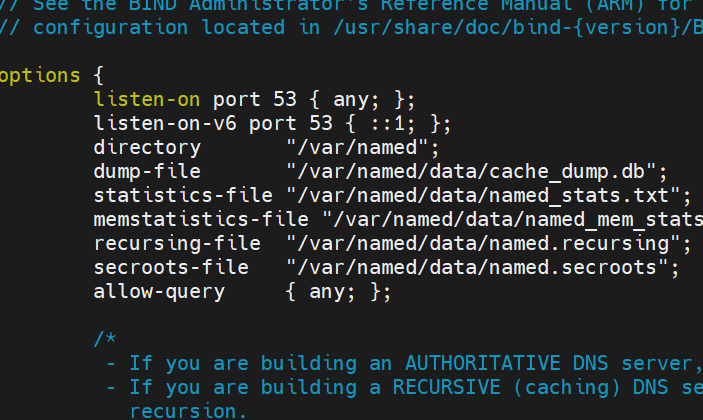 // See the BIND Administrator's Reference Manual (ARM) for
// configuration located in /usr/share/doc/bind-{version}/B
options {
listen-on port 53 { any; };
listen-on-v6 port 53 { ::1; };
directory "/var/named";
dump-file "/var/named/data/cache_dump.db";
statistics-file "/var/named/data/named_stats.txt";
memstatistics-file "/var/named/data/named_mem_stats
recursing-file "/var/named/data/named.recursing";
secroots-file "/var/named/data/named.secroots";
allow-query { any; };
/*
- If you are building an AUTHORITATIVE DNS server,
- If you are building a RECURSIVE (caching) DNS se
recursion.